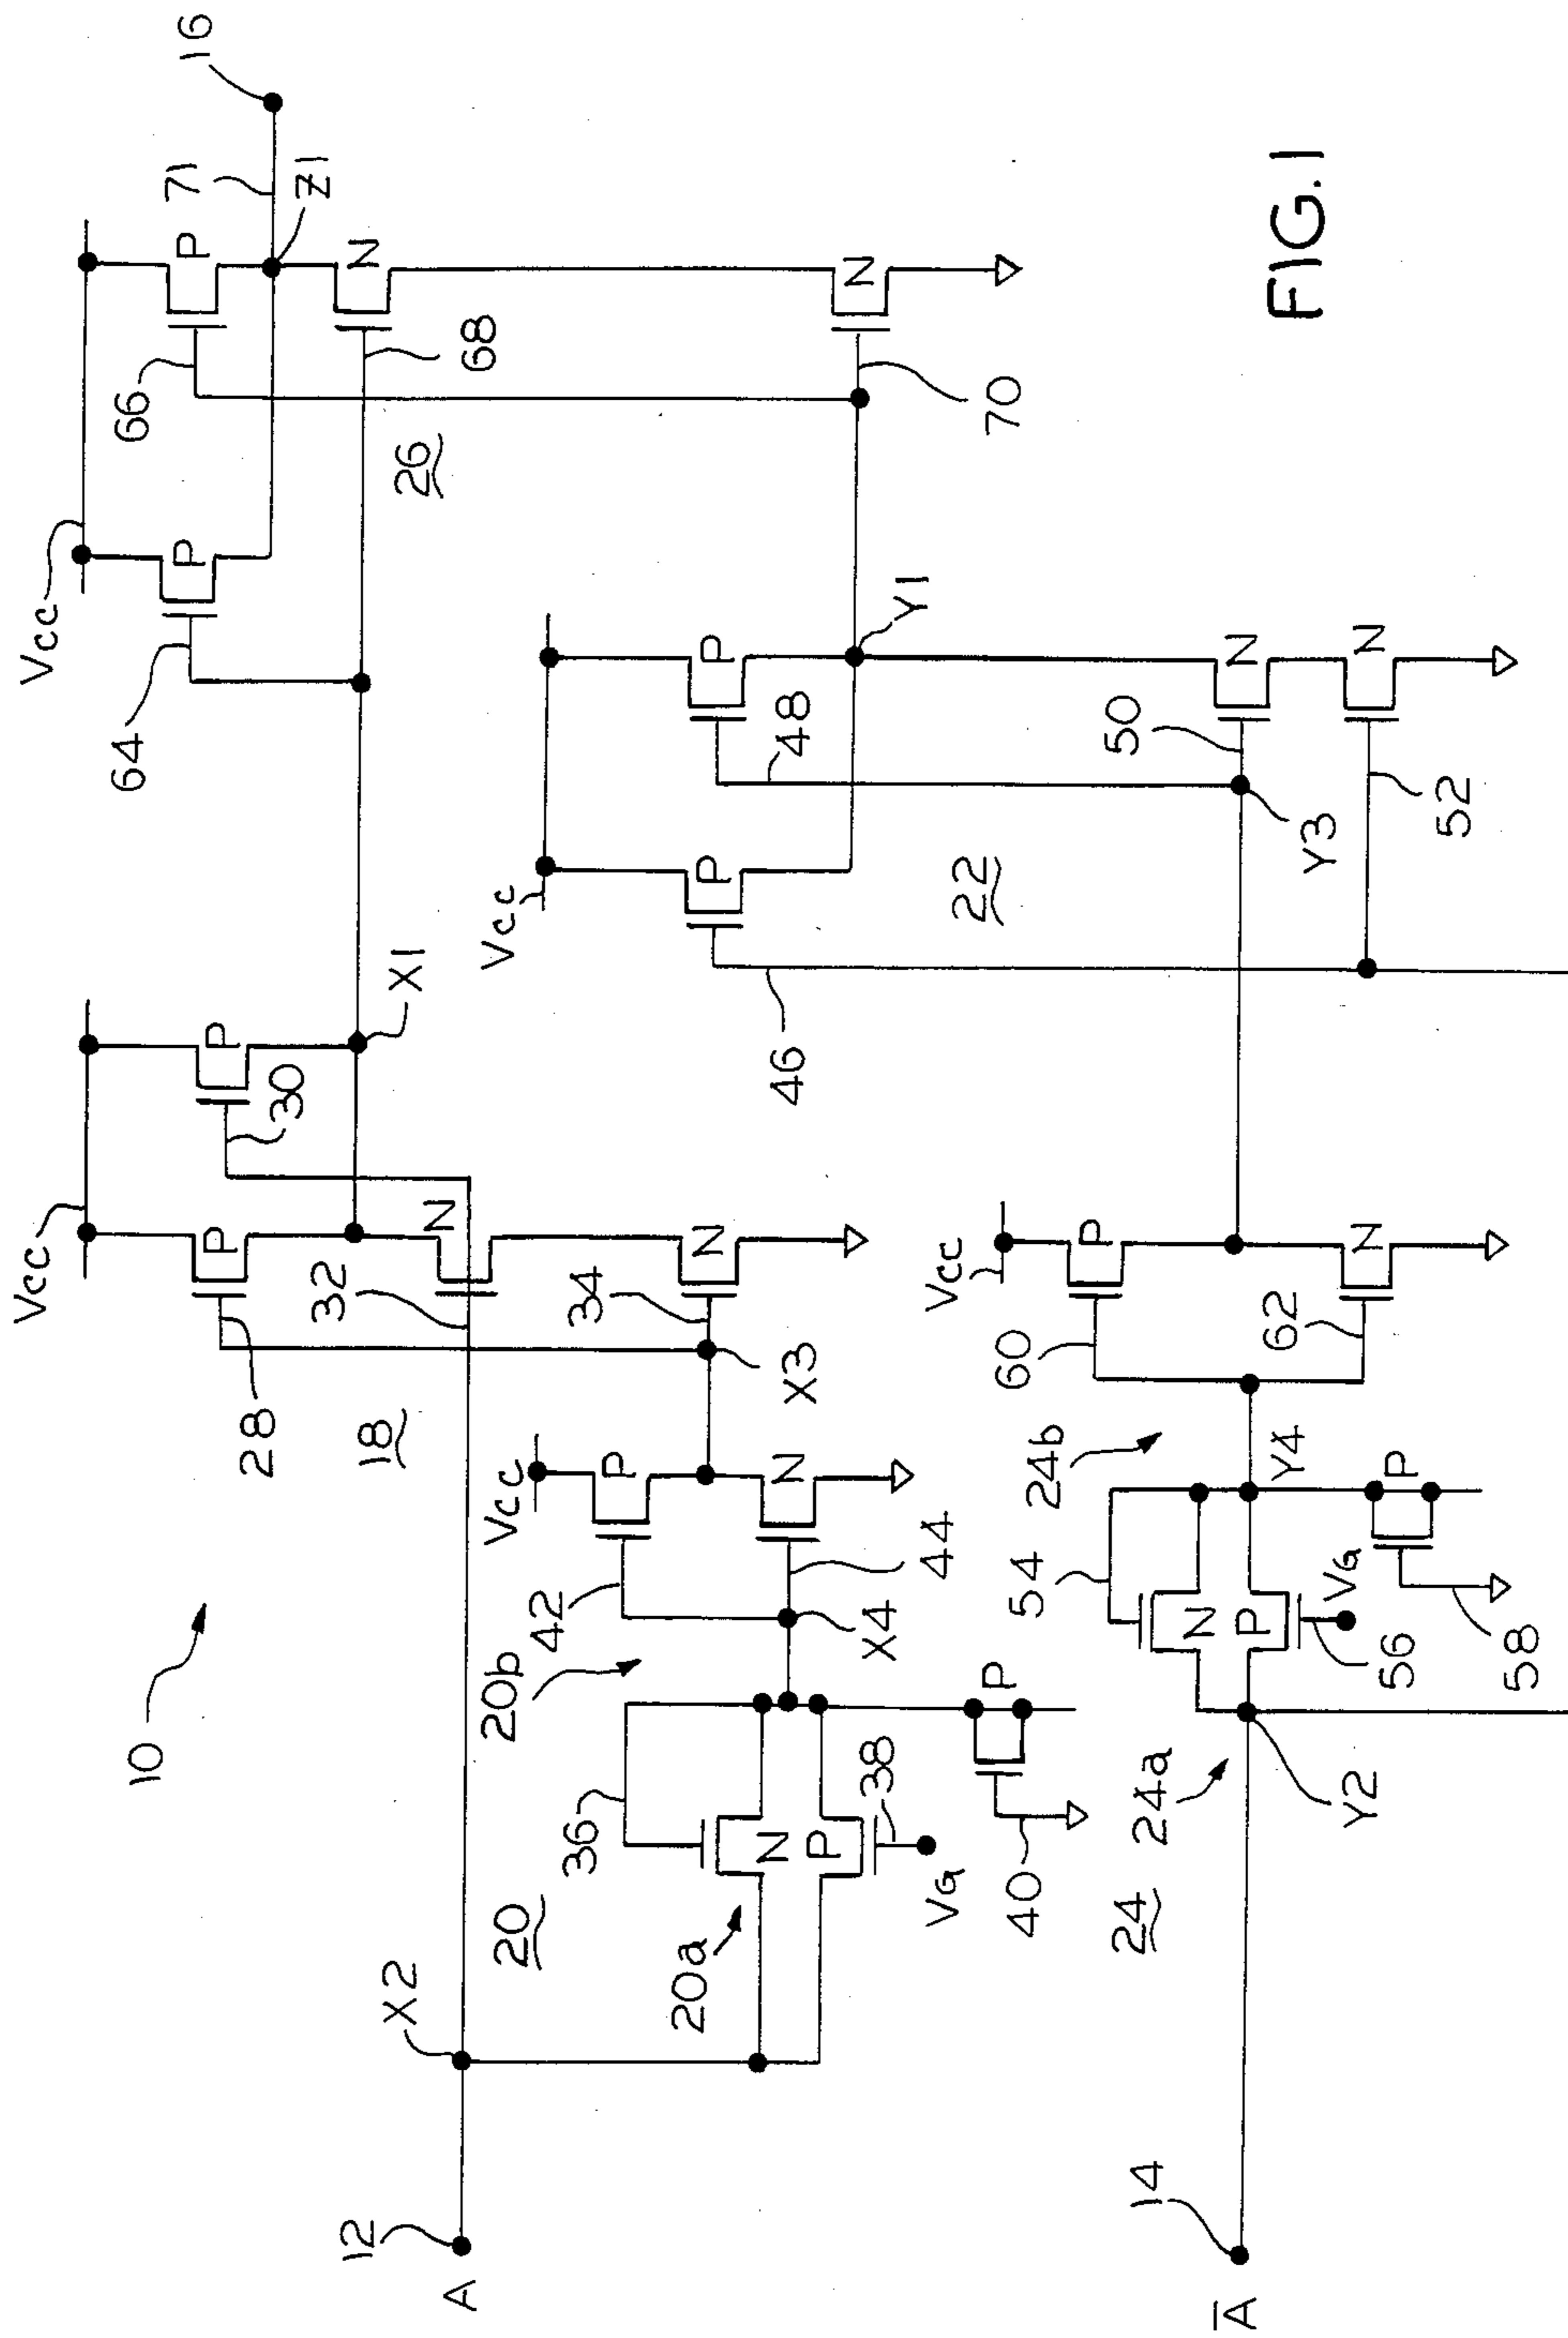 Vcc
Vcc
64
66
10
71
16
P
P
P
P
28
30
Z1
32
12
N
18
X2
X1
26
N
A
68
Vcc
Vcc
20b
20
42
36
34
P
20a
N
P
P
N
N
46
48
X3
P
N
38
X4
Y1
44
VG
Vcc
22
P
70
60
40
54
24b
P
50
24
14
24a
N
N
P
A̅
62
Y4
FIG.1
Y3
VG
Y2
N
N
56
P
52
58